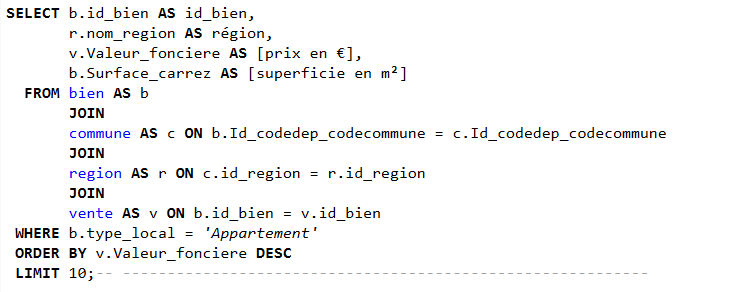 SELECT b.id_bien AS id_bien,
r.nom_region AS région,
v.Valeur_fonciere AS [prix en €],
b.Surface_carrez AS [superficie en m²]
FROM bien AS b
JOIN
commune AS c ON b.Id_codedep_codecommune = c.Id_codedep_codecommune
JOIN
region AS r ON c.id_region = r.id_region
JOIN
vente AS v ON b.id_bien = v.id_bien
WHERE b.type_local = 'Appartement'
ORDER BY v.Valeur_fonciere DESC
LIMIT 10;-- -----------------------------------------------------------